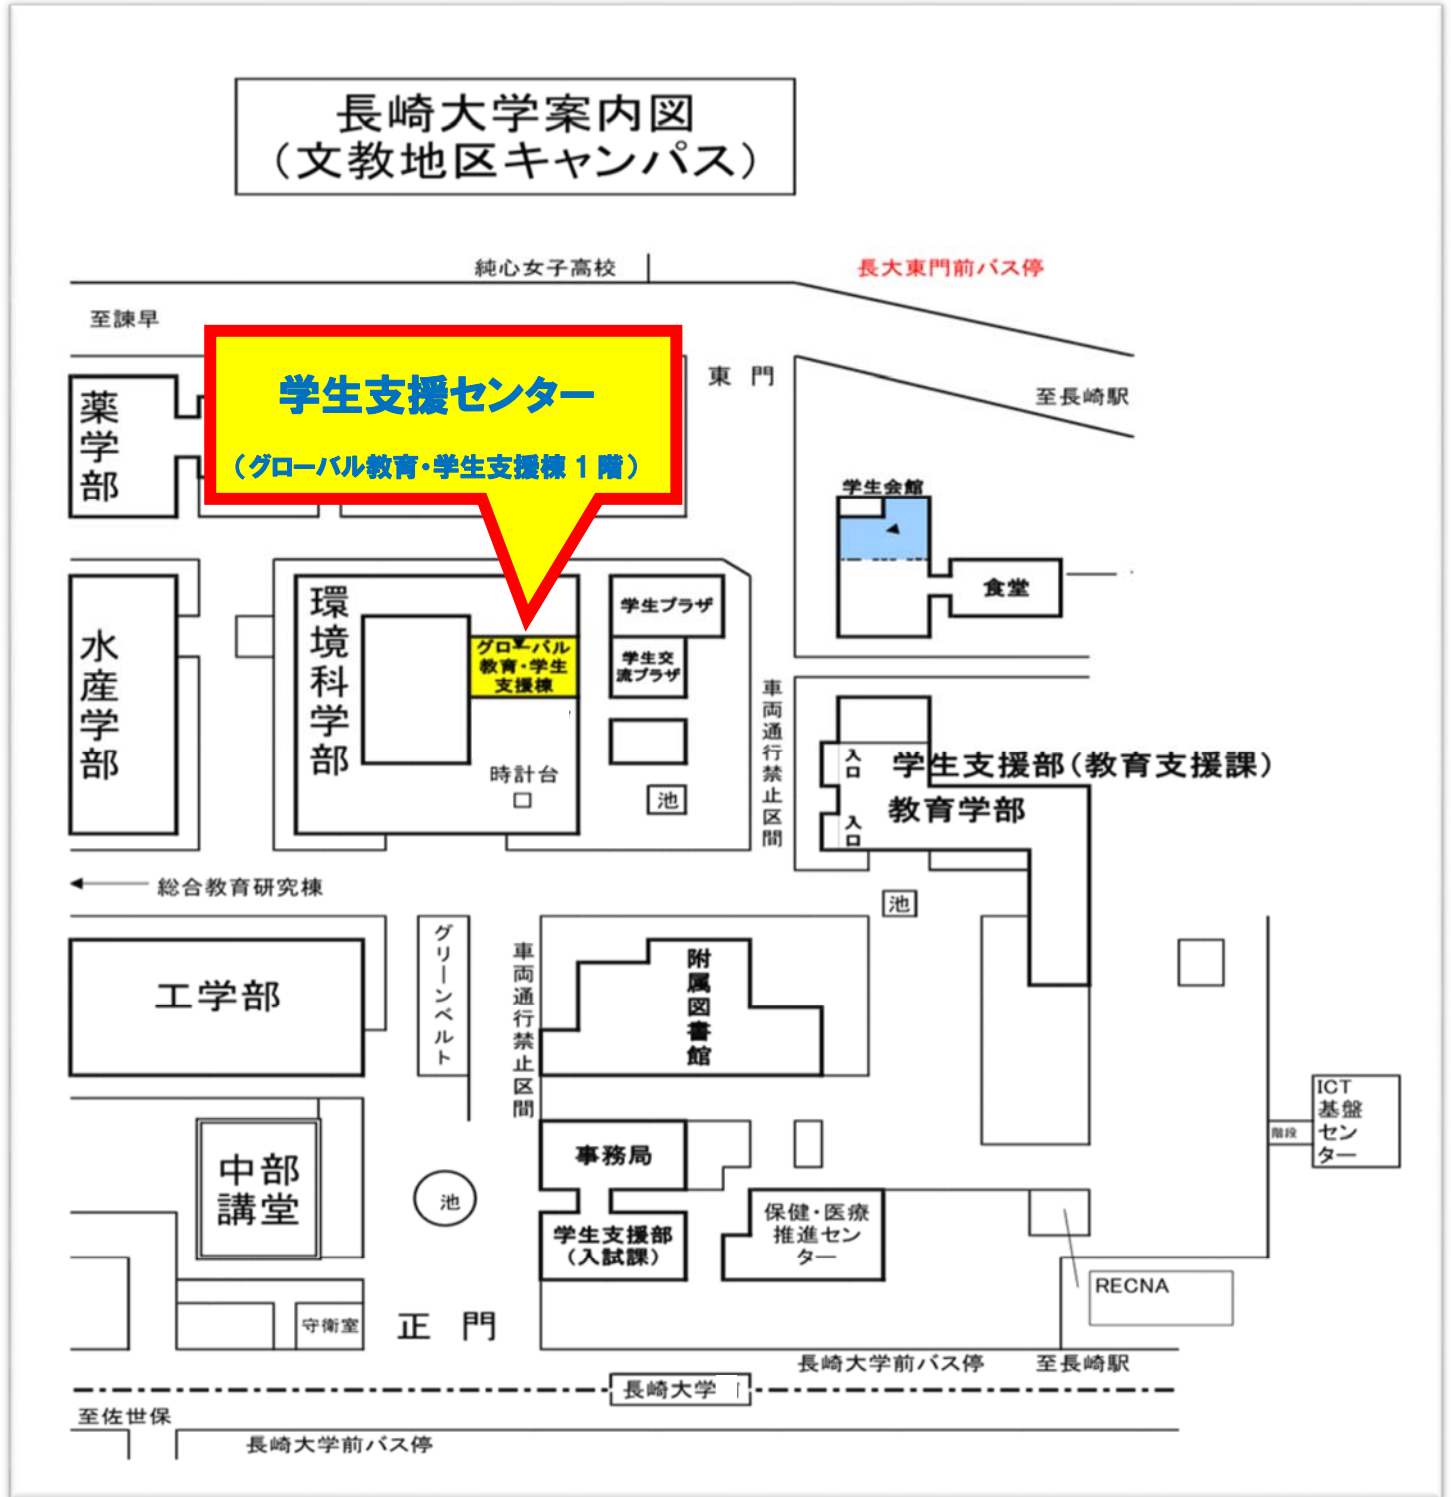 長崎大学案内図
（文教地区キャンパス）
純心女子高校
長大東門前バス停
至諫早
東 門
至長崎駅
学生支援センター
（グローバル教育・学生支援棟 1 階）
薬学部
学生会館
食堂
水産学部
環境科学部
グローバル
教育・学生
支援棟
学生プラザ
学生交
流プラザ
時計台
池
車両通行禁止区間
入口
学生支援部（教育支援課）
教育学部
入口
総合教育研究棟
池
工学部
グリーンベルト
車両通行禁止区間
附属図書館
ICT
基盤
セン
ター
階段
中部
講堂
池
事務局
学生支援部
（入試課）
保健・医療
推進セン
ター
RECNA
守衛室
正 門
長崎大学前バス停
至長崎駅
長崎大学
至佐世保
長崎大学前バス停